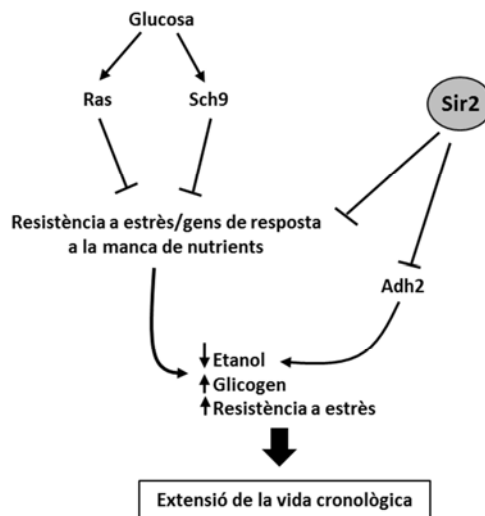 Glucosa
Ras
Sch9
Sir2
Resistència a estrès/gens de resposta
a la manca de nutrients
Adh2
Etanol
Glicogen
Resistència a estrès
Extensió de la vida cronològica